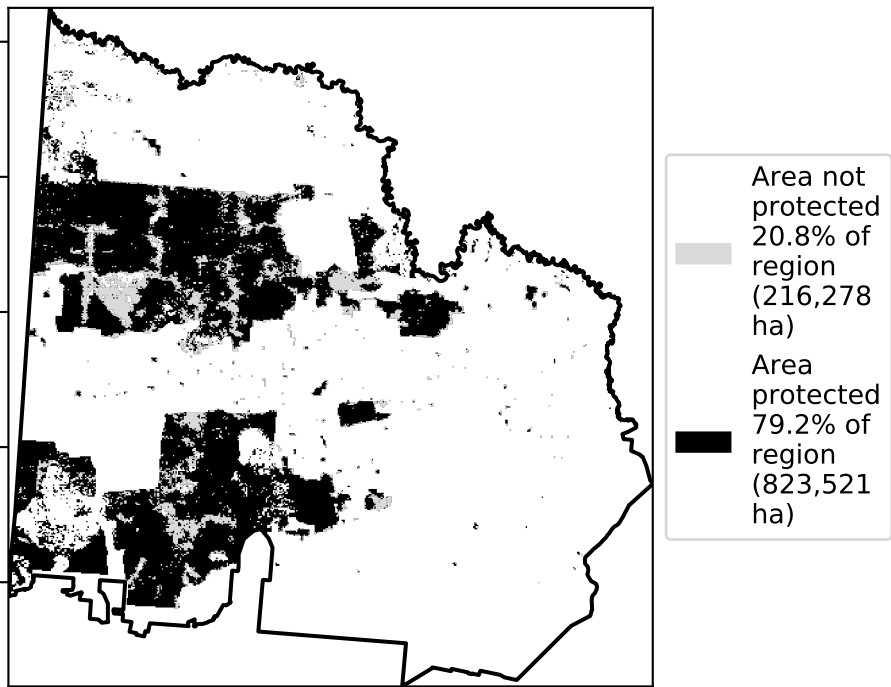 Area not
protected
20.8% of
region
(216,278
ha)
Area
protected
79.2% of
region
(823,521
ha)